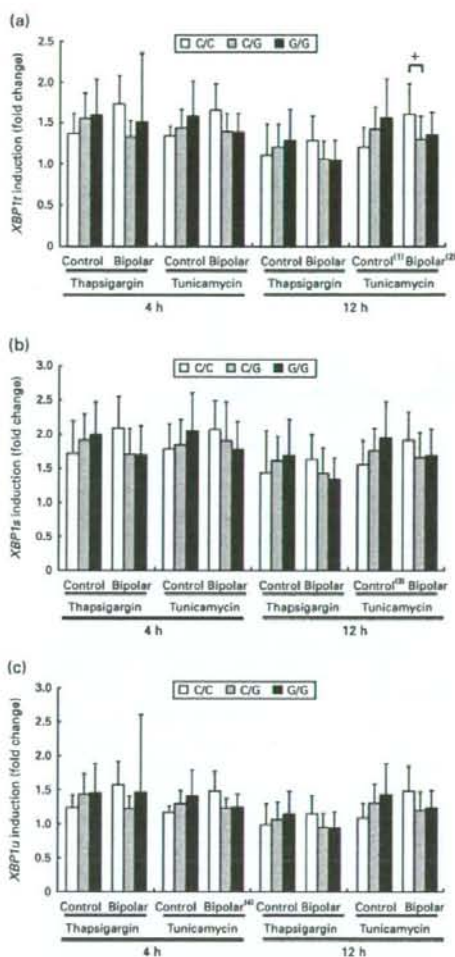 (a)
XBP1t induction (fold change)
2.5
2.0
1.5
1.0
0.5
0
C/C C/G G/G
+
Control Bipolar Control Bipolar Control Bipolar Control(1) Bipolar(2)
Thapsigargin Tunicamycin Thapsigargin Tunicamycin
4 h 12 h
(b)
XBP1s induction (fold change)
3.0
2.5
2.0
1.5
1.0
0.5
0
C/C C/G G/G
Control Bipolar Control Bipolar Control Bipolar Control(3) Bipolar
Thapsigargin Tunicamycin Thapsigargin Tunicamycin
4 h 12 h
(c)
XBP1u induction (fold change)
3.0
2.5
2.0
1.5
1.0
0.5
0
C/C C/G G/G
Control Bipolar Control Bipolar(4) Control Bipolar Control Bipolar
Thapsigargin Tunicamycin Thapsigargin Tunicamycin
4 h 12 h